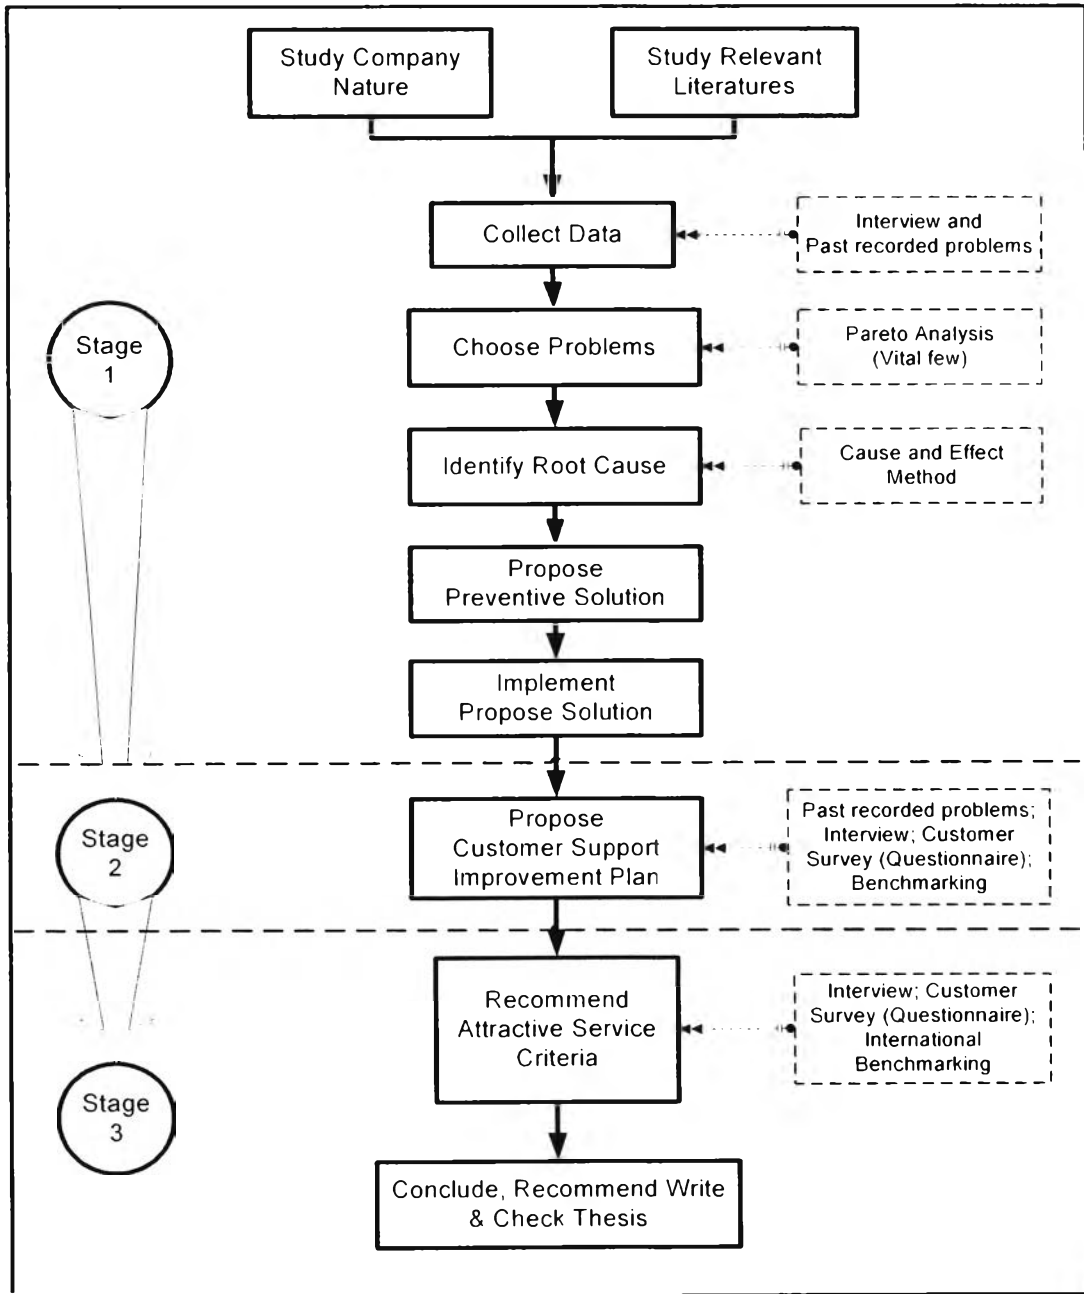 Study Company
Nature
Study Relevant
Literatures
Collect Data
Interview and
Past recorded problems
Stage
1
Choose Problems
Pareto Analysis
(Vital few)
Identify Root Cause
Cause and Effect
Method
Propose
Preventive Solution
Implement
Propose Solution
Stage
2
Propose
Customer Support
Improvement Plan
Past recorded problems;
Interview; Customer
Survey (Questionnaire);
Benchmarking
Recommend
Attractive Service
Criteria
Interview; Customer
Survey (Questionnaire);
International
Benchmarking
Stage
3
Conclude, Recommend Write
& Check Thesis